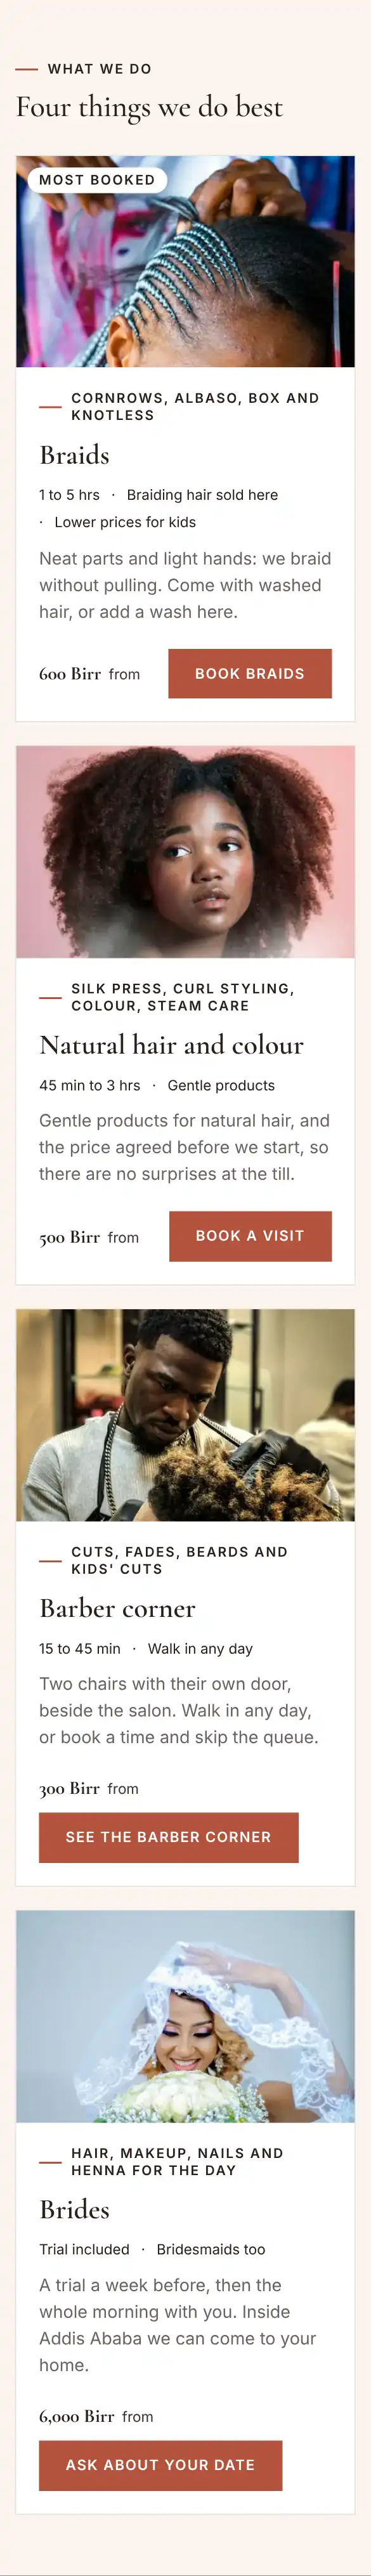 WHAT WE DO
Four things we do best
MOST BOOKED
CORNROWS, ALBASO, BOX AND
KNOTLESS
Braids
1 to 5 hrs · Braiding hair sold here
· Lower prices for kids
Neat parts and light hands: we braid
without pulling. Come with washed
hair, or add a wash here.
600 Birr from
BOOK BRAIDS
SILK PRESS, CURL STYLING,
COLOUR, STEAM CARE
Natural hair and colour
45 min to 3 hrs · Gentle products
Gentle products for natural hair, and
the price agreed before we start, so
there are no surprises at the till.
500 Birr from
BOOK A VISIT
CUTS, FADES, BEARDS AND
KIDS' CUTS
Barber corner
15 to 45 min · Walk in any day
Two chairs with their own door,
beside the salon. Walk in any day,
or book a time and skip the queue.
300 Birr from
SEE THE BARBER CORNER
HAIR, MAKEUP, NAILS AND
HENNA FOR THE DAY
Brides
Trial included · Bridesmaids too
A trial a week before, then the
whole morning with you. Inside
Addis Ababa we can come to your
home.
6,000 Birr from
ASK ABOUT YOUR DATE